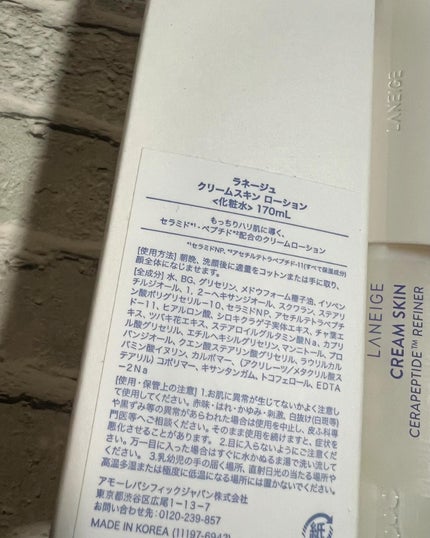 ラネージュ
クリームスキン ローション
<化粧水> 170mL
もっちりハリ肌に導く、
セラミド*¹・ペプチド*²配合のクリームローション
*¹セラミドNP、*²アセチルテトラペプチド-11(すべて保湿成分)
[使用方法] 朝晩、洗顔後に適量をコットンまたは手に取り、
顔全体になじませます。
[全成分] 水、BG、グリセリン、メドウフォーム種子油、イソペン
チルジオール、1，2－ヘキサンジオール、スクワラン、ステアリ
ン酸ポリグリセリル－10、セラミドNP、アセチルテトラペプチ
ド－11、ヒアルロン酸、シロキクラゲ子実体エキス、チャ葉エ
キス、ツバキ花エキス、ステアロイルグルタミン酸Na、カプリ
ル酸グリセリル、エチルヘキシルグリセリン、マンニトール、プロ
パンジオール、クエン酸ステアリン酸グリセリル、ラウリルカル
バミン酸イヌリン、カルボマー、(アクリレーツ/メタクリル酸ス
テアリル) コポリマー、キサンタンガム、トコフェロール、EDTA
－2Na
[使用・保管上の注意] 1.お肌に異常が生じてないかよく注意し
て使用してください。赤味・はれ・かゆみ・刺激、白抜け(白斑等)
や黒ずみ等の異常があらわれた場合は使用を中止し、皮ふ科専
門医等へご相談ください。そのまま使用を続けますと、症状を
悪化させることがあります。2.目に入らないようにご注意くだ
さい。万一目に入った場合はすぐに水かぬるま湯で洗い流して
ください。3.乳幼児の手の届く場所、直射日光の当たる場所や
高温多湿または極度に低温になる場所には置かないでください。
アモーレパシフィックジャパン株式会社
東京都渋谷区広尾1－13－7
お問い合わせ先：0120-239-857
MADE IN KOREA
紙
LANEIGE
LANEIGE
CREAM SKIN
CERAPEPTIDE™ REFINER